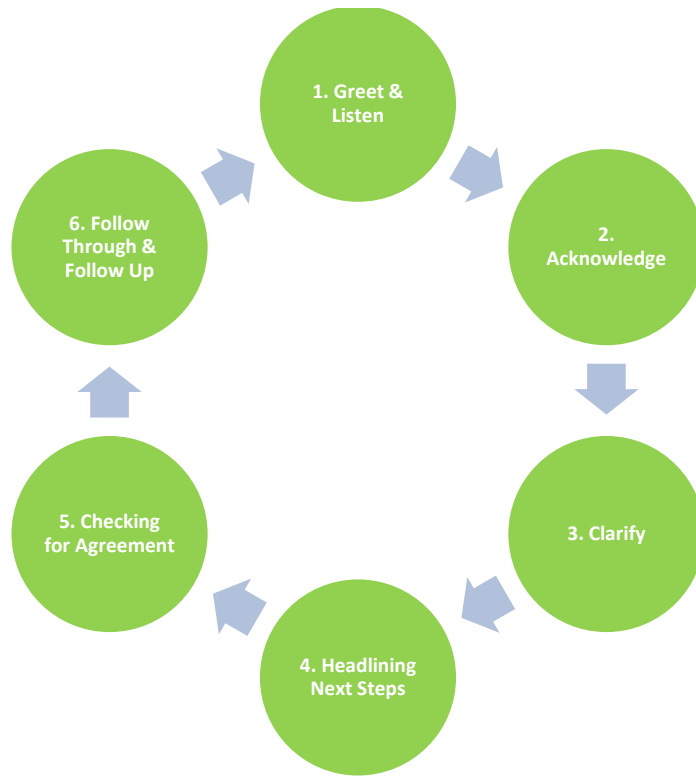 1. Greet &
Listen
2.
Acknowledge
3. Clarify
4. Headlining
Next Steps
5. Checking
for Agreement
6. Follow
Through &
Follow Up